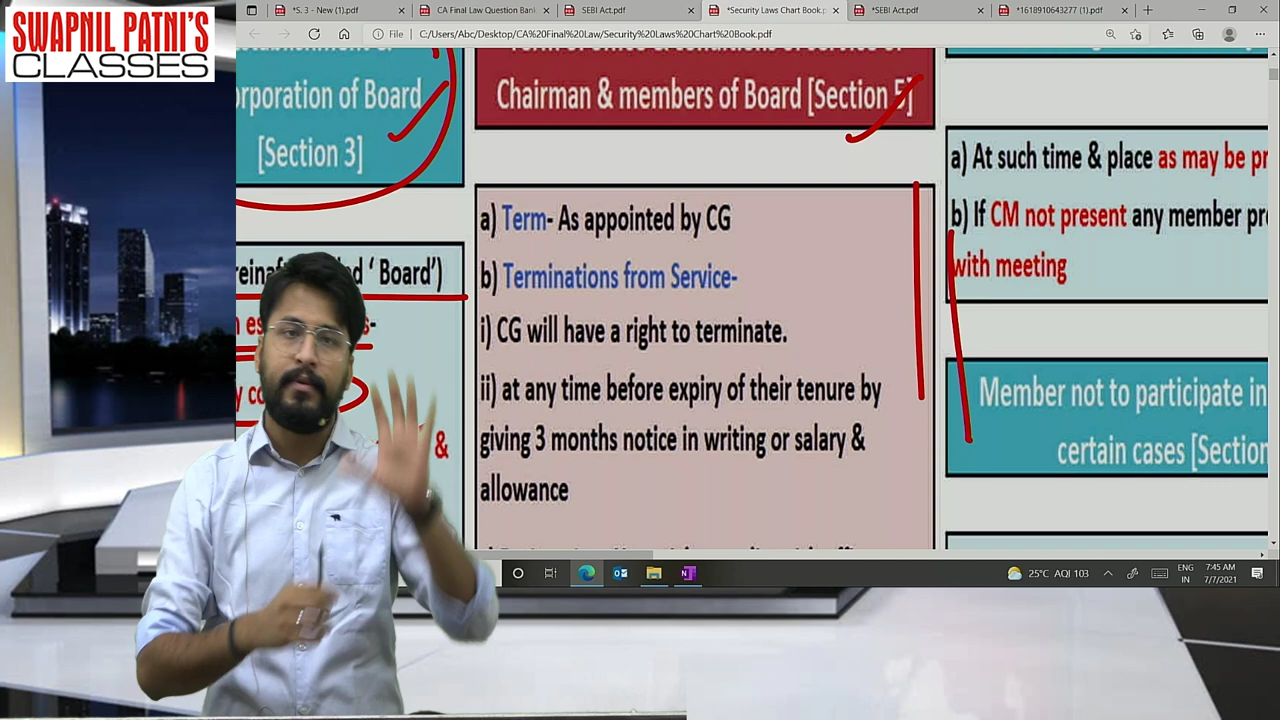 SWAPNIL PATNI'S
CLASSES
*S. 3 - New (1).pdf
CA Final Law Question Ban
SEBI Act.pdf
*Security Laws Chart Book.p
*SEBI Act.pdf
*1618910643277 (1).pdf
File
C:/Users/Abc/Desktop/CA%20Final%20Law/Security%20Laws%20Chart%20Book.pdf
orporation of Board
[Section 3]
einaf
d ' Board')
s-
&
Chairman & members of Board [Section 5]
a) Term- As appointed by CG
b) Terminations from Service-
i) CG will have a right to terminate.
ii) at any time before expiry of their tenure by
giving 3 months notice in writing or salary &
allowance
a) At such time & place as may be pr
b) If CM not present any member pr
with meeting
Member not to participate in
certain cases [Section
25°C AQI 103
ENG
IN
7:45 AM
7/7/2021